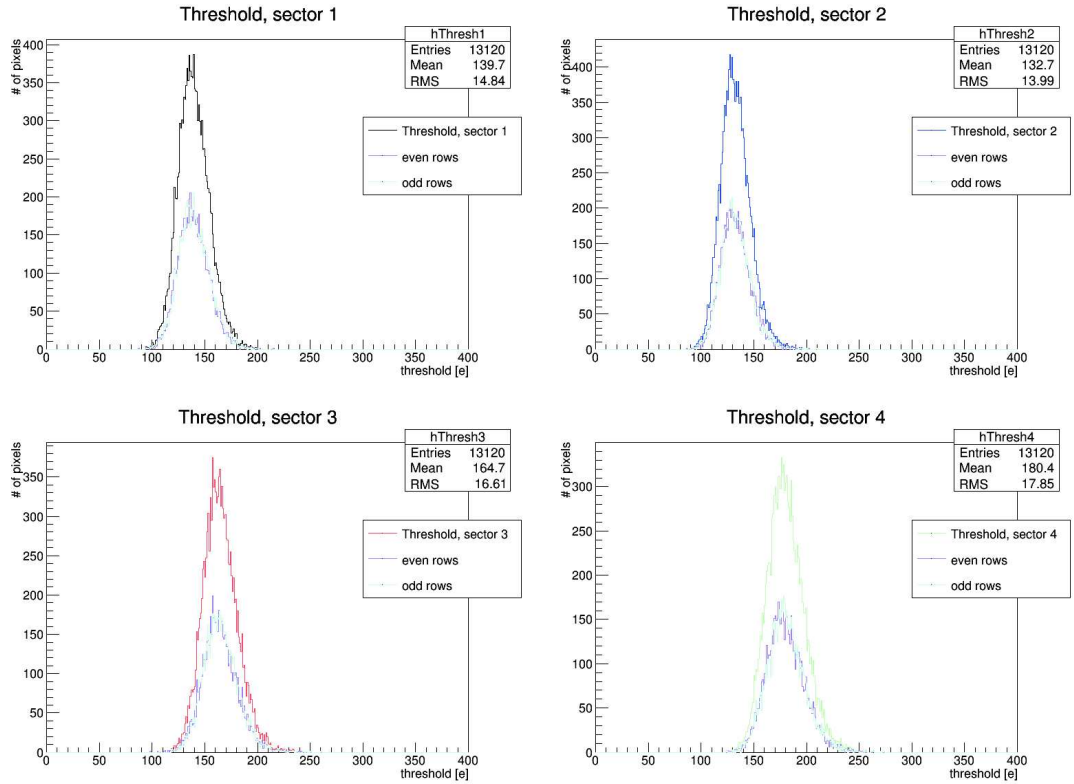 Threshold, sector 1
# of pixels
400
350
300
250
200
150
100
50
0
0 50 100 150 200 250 300 350 400
threshold [e]
hThresh1
Entries 13120
Mean 139.7
RMS 14.84
Threshold, sector 1
even rows
odd rows
Threshold, sector 2
# of pixels
400
350
300
250
200
150
100
50
0
0 50 100 150 200 250 300 350 400
threshold [e]
hThresh2
Entries 13120
Mean 132.7
RMS 13.99
Threshold, sector 2
even rows
odd rows
Threshold, sector 3
# of pixels
350
300
250
200
150
100
50
0
0 50 100 150 200 250 300 350 400
threshold [e]
hThresh3
Entries 13120
Mean 164.7
RMS 16.61
Threshold, sector 3
even rows
odd rows
Threshold, sector 4
# of pixels
300
250
200
150
100
50
0
0 50 100 150 200 250 300 350 400
threshold [e]
hThresh4
Entries 13120
Mean 180.4
RMS 17.85
Threshold, sector 4
even rows
odd rows